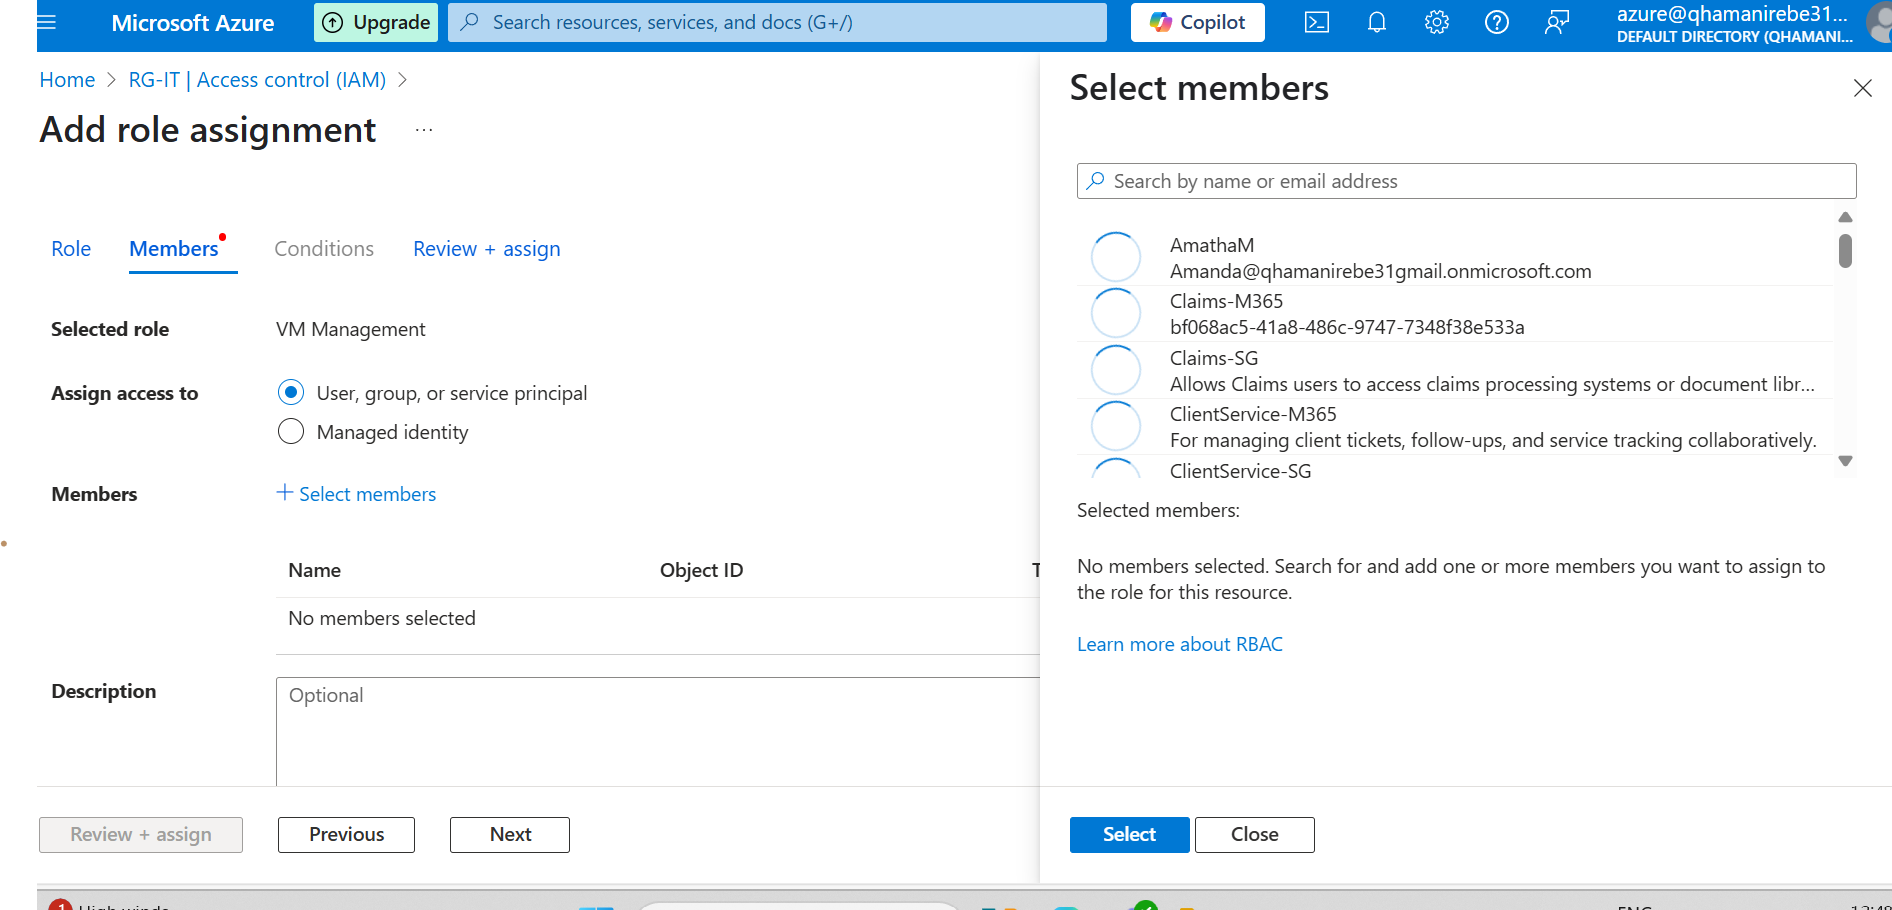 Microsoft Azure
Upgrade
Search resources, services, and docs (G+/)
Copilot
azure@qhamanirebe31...
DEFAULT DIRECTORY (QHAMANI...
Home > RG-IT | Access control (IAM) >
Add role assignment ...
Role
Members
Conditions
Review + assign
Selected role
VM Management
Assign access to
User, group, or service principal
Managed identity
Members
+ Select members
Name
Object ID
No members selected
Description
Optional
Review + assign
Previous
Next
Select members
Search by name or email address
AmathaM
Amanda@qhamanirebe31gmail.onmicrosoft.com
Claims-M365
bf068ac5-41a8-486c-9747-7348f38e533a
Claims-SG
Allows Claims users to access claims processing systems or document libr...
ClientService-M365
For managing client tickets, follow-ups, and service tracking collaboratively.
ClientService-SG
Selected members:
No members selected. Search for and add one or more members you want to assign to
the role for this resource.
Learn more about RBAC
Select
Close